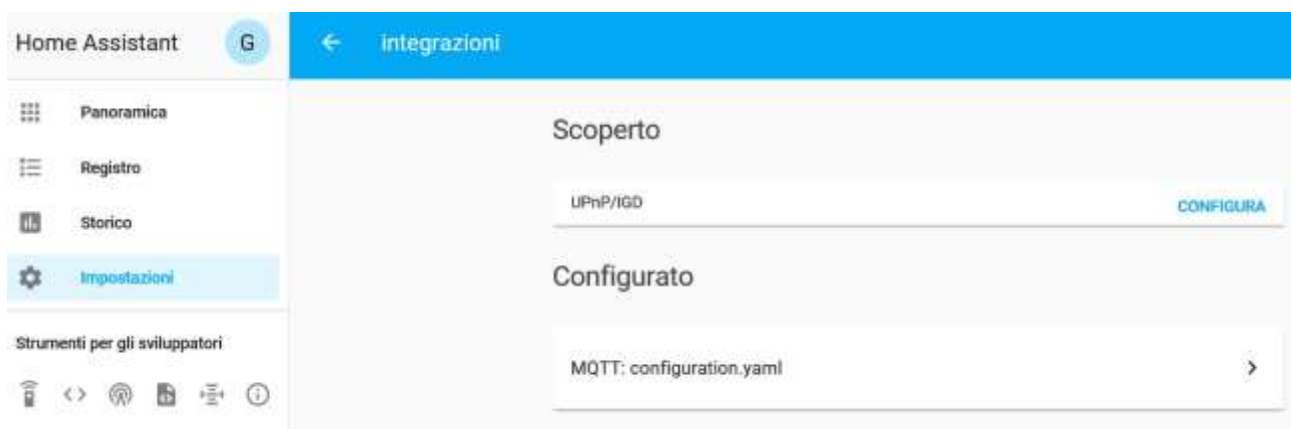 Home Assistant
G
integrazioni
Panoramica
Registro
Storico
Impostazioni
Strumenti per gli sviluppatori
Scoperto
UPnP/IGD
CONFIGURA
Configurato
MQTT: configuration.yaml